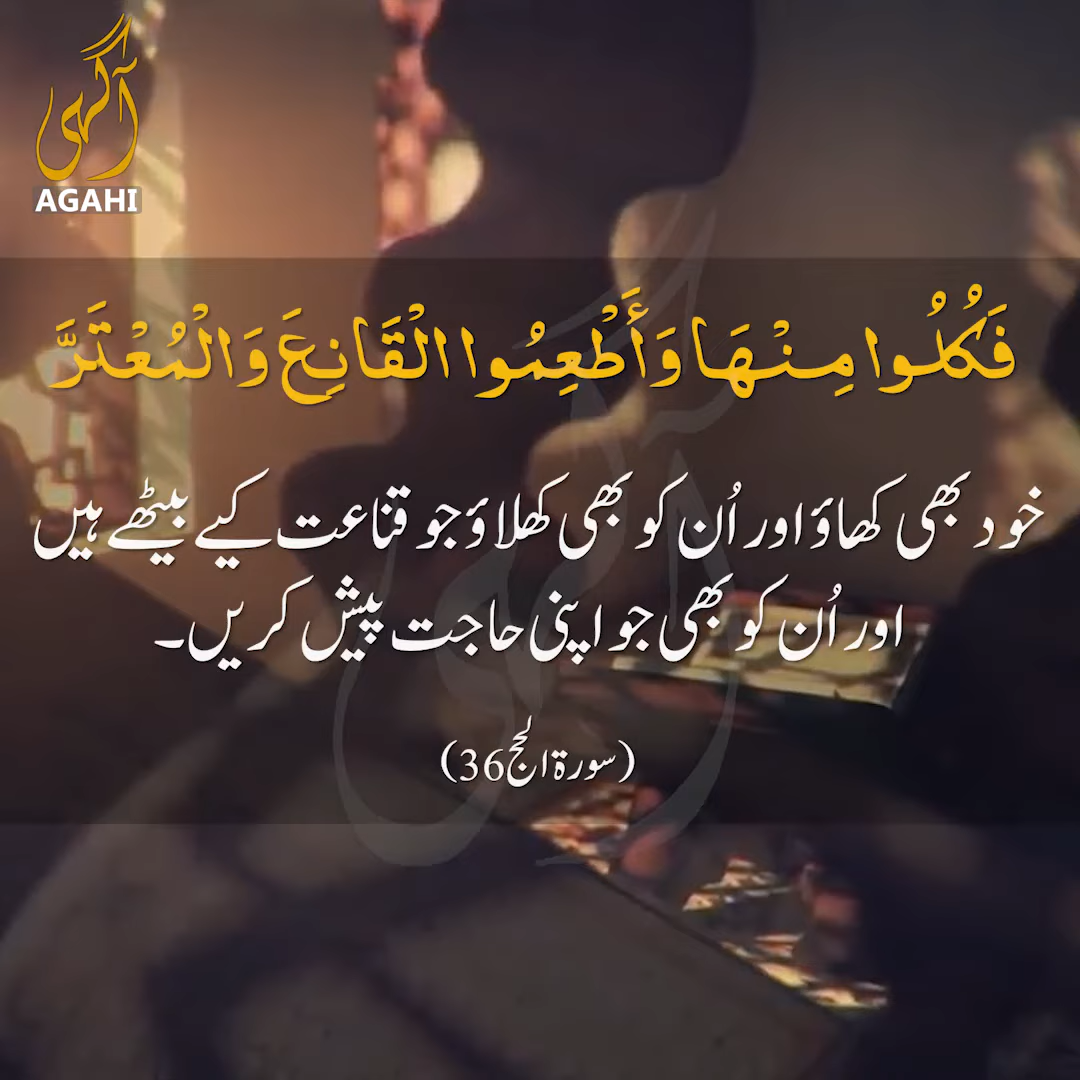 آگہی
AGAHI
فَكُلُوا مِنْهَا وَأَطْعِمُوا الْقَانِعَ وَالْمُعْتَرَّ
خود بھی کھاؤ اور اُن کو بھی کھلاؤ جو قناعت کیے بیٹھے ہیں
اور اُن کو بھی جو اپنی حاجت پیش کریں۔
(سورۃ الحج 36)